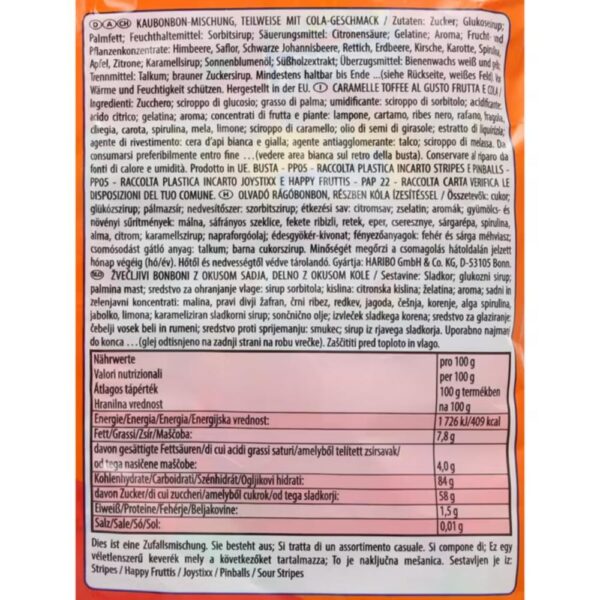 D A CH KAUBONBON-MISCHUNG, TEILWEISE MIT COLA-GESCHMACK / Zutaten: Zucker; Glukosesirup;
Palmfett; Feuchthaltemittel: Sorbitsirup; Säuerungsmittel: Citronensäure; Gelatine; Aroma; Frucht- und
Pflanzenkonzentrate: Himbeere, Saflor, Schwarze Johannisbeere, Rettich, Erdbeere, Kirsche, Karotte, Spirulina,
Apfel, Zitrone; Karamellsirup; Sonnenblumenöl; Süßholzextrakt; Überzugsmittel: Bienenwachs weiß und
Trennmittel: Talkum; brauner Zuckersirup. Mindestens haltbar bis Ende ...(siehe Rückseite, weißes Feld),
Wärme und Feuchtigkeit schützen. Hergestellt in der EU. I CARAMELLE TOFFEE AL GUSTO FRUTTA E COLA /
Ingredienti: Zucchero; sciroppo di glucosio; grasso di palma; umidificante: sciroppo di sorbitolo; acidificante:
acido citrico; gelatina; aroma; concentrati di frutta e piante: lampone, cartamo, ribes nero, rafano, fragola,
ciliegia, carota, spirulina, mela, limone; sciroppo di caramello; olio di semi di girasole; estratto di liquirizia;
agente di rivestimento: cera d'api bianca e gialla; agente antiagglomerante: talco; sciroppo di melassa. Da
consumarsi preferibilmente entro fine ...(vedere area bianca sul retro della busta). Conservare al riparo da
fonti di calore e umidità. Prodotto in UE. BUSTA - PP05 - RACCOLTA PLASTICA INCARTO STRIPES E PINBALLS -
PP05 - RACCOLTA PLASTICA INCARTO JOYSTIXX E HAPPY FRUTTIS - PAP 22 - RACCOLTA CARTA VERIFICA LE
DISPOSIZIONI DEL TUO COMUNE. H OLVADÓ RÁGÓBONBON, RÉSZBEN KÓLA ÍZESÍTÉSSEL / Összetevők: cukor;
glükózszirup; pálmazsír; nedvesítőszer: szorbitszirup; étkezési sav: citromsav; zselatin; aromák; gyümölcs- és
növényi sűrítmények: málna, sáfrányos szeklice, fekete ribizli, retek, eper, cseresznye, sárgarépa, spirulina,
alma, citrom; karamellszirup; napraforgóolaj; édesgyökér-kivonat; fényezőanyagok: fehér és sárga méhviasz;
csomósodást gátló anyag: talkum; barna cukorszirup. Minőségét megőrzi a csomagolás hátoldalán jelzett
hónap végéig (hó/év). Hőtől és nedvességtől védve tárolandó. Gyártja: HARIBO GmbH & Co. KG, D-53105 Bonn.
SLO ŽVEČLJIVI BONBONI Z OKUSOM SADJA, DELNO Z OKUSOM KOLE / Sestavine: Sladkor; glukozni sirup;
palmina mast; sredstvo za ohranjanje vlage: sirup sorbitola; kislina: citronska kislina; želatina; aroma; sadni in
zelenjavni koncentrati: malina, pravi divji žafran, črni ribez, redkev, jagoda, češnja, korenje, alga spirulina,
jabolko, limona; karameliziran sladkorni sirup; sončnično olje; izvleček sladkega korena; sredstvo za glaziranje:
čebelji vosek beli in rumeni; sredstvo proti sprijemanju: smukec; sirup iz rjavega sladkorja. Uporabno najmanj
do konca ...(glej odtisnjeno na zadnji strani na robu vrečke). Zaščititi pred toploto in vlago.
Nährwerte pro 100 g
Valori nutrizionali per 100 g
Átlagos tápérték 100 g termékben
Hranilna vrednost na 100 g
Energie/Energia/Energia/Energijska vrednost: 1 726 kJ/409 kcal
Fett/Grassi/Zsír/Maščoba: 7,8 g
davon gesättigte Fettsäuren/di cui acidi grassi saturi/amelyből telített zsírsavak/
od tega nasičene maščobe: 4,0 g
Kohlenhydrate/Carboidrati/Szénhidrát/Ogljikovi hidrati: 84 g
davon Zucker/di cui zuccheri/amelyből cukrok/od tega sladkorji: 58 g
Eiweiß/Proteine/Fehérje/Beljakovine: 1,5 g
Salz/Sale/Só/Sol: 0,01 g
Dies ist eine Zufallsmischung. Sie besteht aus; Si tratta di un assortimento casuale. Si compone di; Ez egy
véletlenszerű keverék mely a következőket tartalmazza; To je naključna mešanica. Sestavljen je iz:
Stripes / Happy Fruttis / Joystixx / Pinballs / Sour Stripes